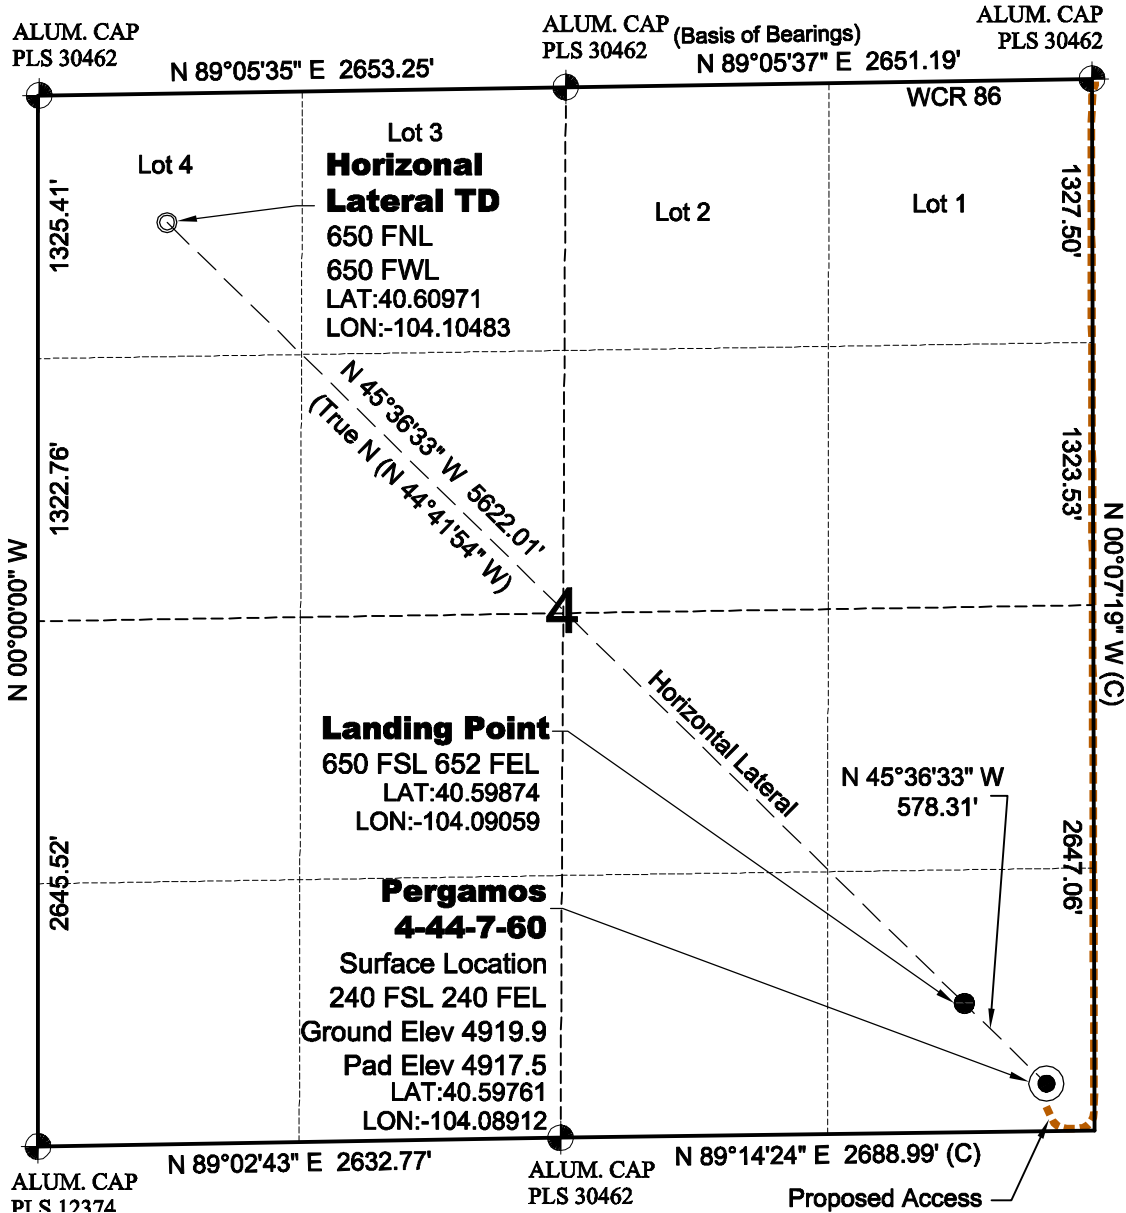 ALUM. CAP
PLS 30462
ALUM. CAP
PLS 30462
(Basis of Bearings)
ALUM. CAP
PLS 30462
N 89°05'35" E 2653.25'
N 89°05'37" E 2651.19'
WCR 86
Lot 4
Lot 3
Horizonal
Lateral TD
650 FNL
650 FWL
LAT:40.60971
LON:-104.10483
Lot 2
Lot 1
1325.41'
1327.50'
N 45°36'33" W 5622.01'
(True N (N 44°41'54" W)
1322.76'
1323.53'
N 00°00'00" W
N 00°07'19" W (C)
4
Horizontal Lateral
Landing Point
650 FSL 652 FEL
LAT:40.59874
LON:-104.09059
N 45°36'33" W
578.31'
2645.52'
2647.06'
Pergamos
4-44-7-60
Surface Location
240 FSL 240 FEL
Ground Elev 4919.9
Pad Elev 4917.5
LAT:40.59761
LON:-104.08912
N 89°02'43" E 2632.77'
N 89°14'24" E 2688.99' (C)
ALUM. CAP
PLS 12374
ALUM. CAP
PLS 30462
Proposed Access